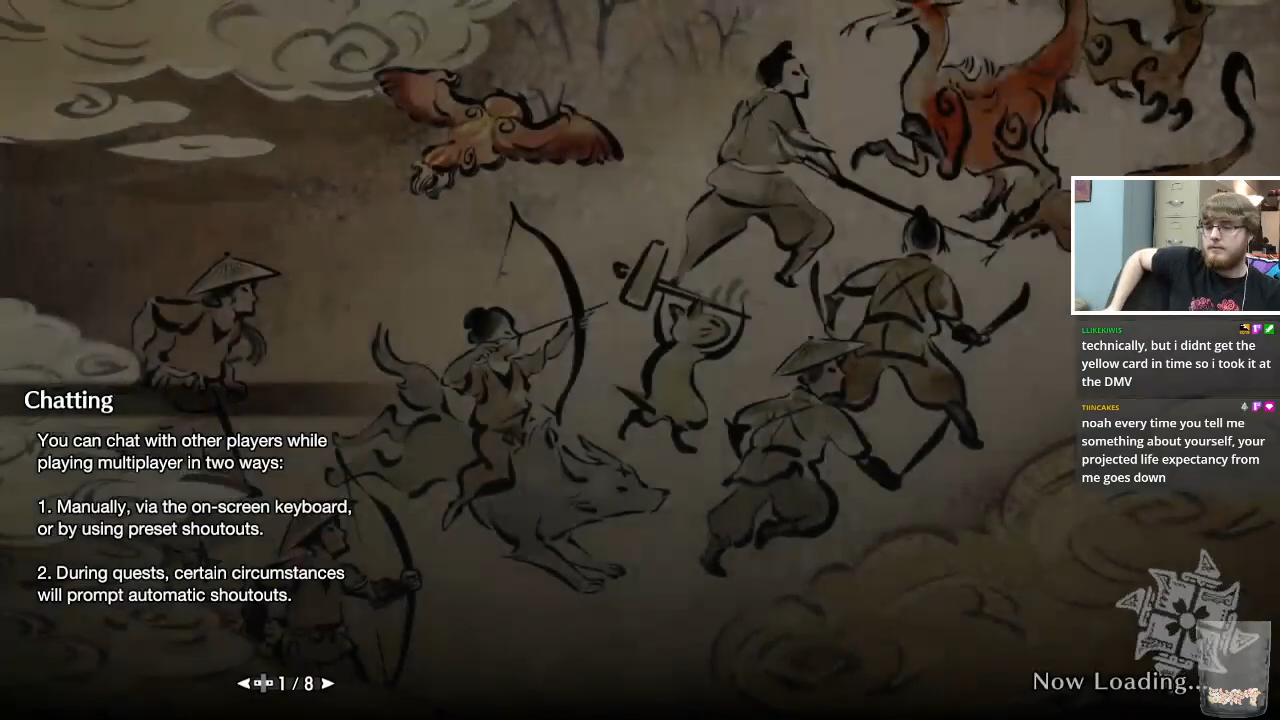 Chatting
You can chat with other players while
playing multiplayer in two ways:
1. Manually, via the on-screen keyboard,
or by using preset shoutouts.
2. During quests, certain circumstances
will prompt automatic shoutouts.
1 / 8
LLIKEKIWIS
technically, but i didnt get the
yellow card in time so i took it at
the DMV
TIINCAKES
noah every time you tell me
something about yourself, your
projected life expectancy from
me goes down
Now Loading...